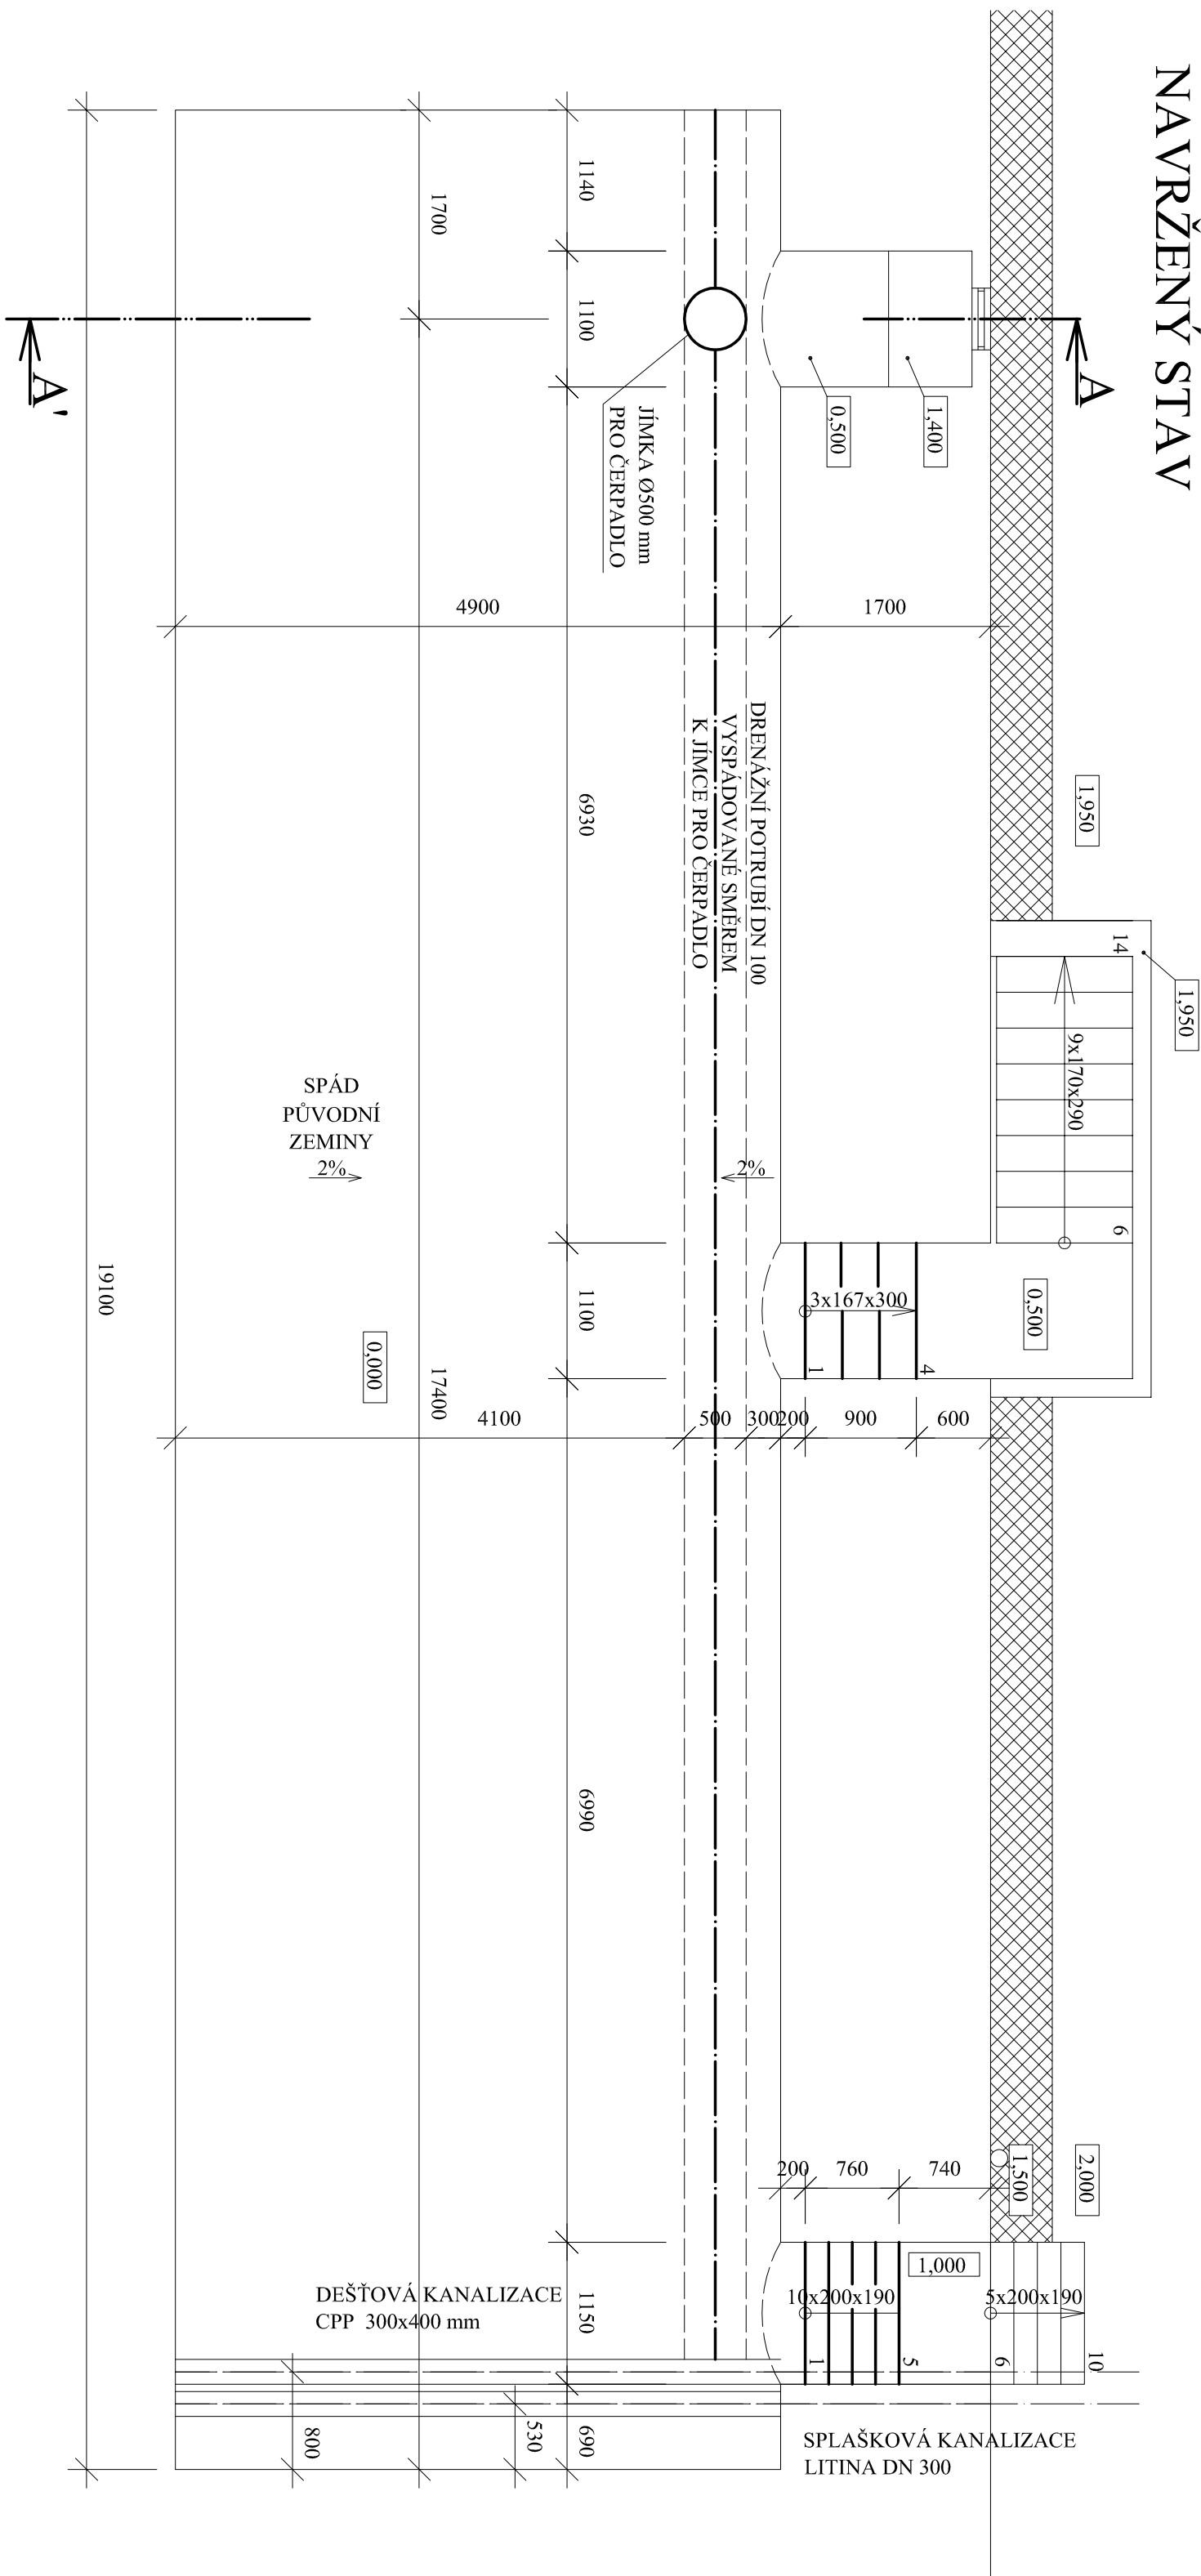 NAVRŽENÝ STAV
A
A'
1,400
0,500
JÍMKA Ø500 mm
PRO ČERPADLO
1140
1700
1100
4900
1700
1,950
1,950
14
9x170x290
6
DRENÁŽNÍ POTRUBÍ DN 100
VYSPÁDOVANÉ SMĚREM
K JÍMCE PRO ČERPADLO
6930
SPÁD
PŮVODNÍ
ZEMINY
2%
2%
0,500
3x167x300
1
4
1100
19100
0,000
17400
4100
500
300
200
900
600
6990
2,000
1,500
200
760
740
1,000
10x200x190
5x200x190
1
5
6
10
DEŠŤOVÁ KANALIZACE
CPP 300x400 mm
1150
SPLAŠKOVÁ KANALIZACE
LITINA DN 300
800
530
690